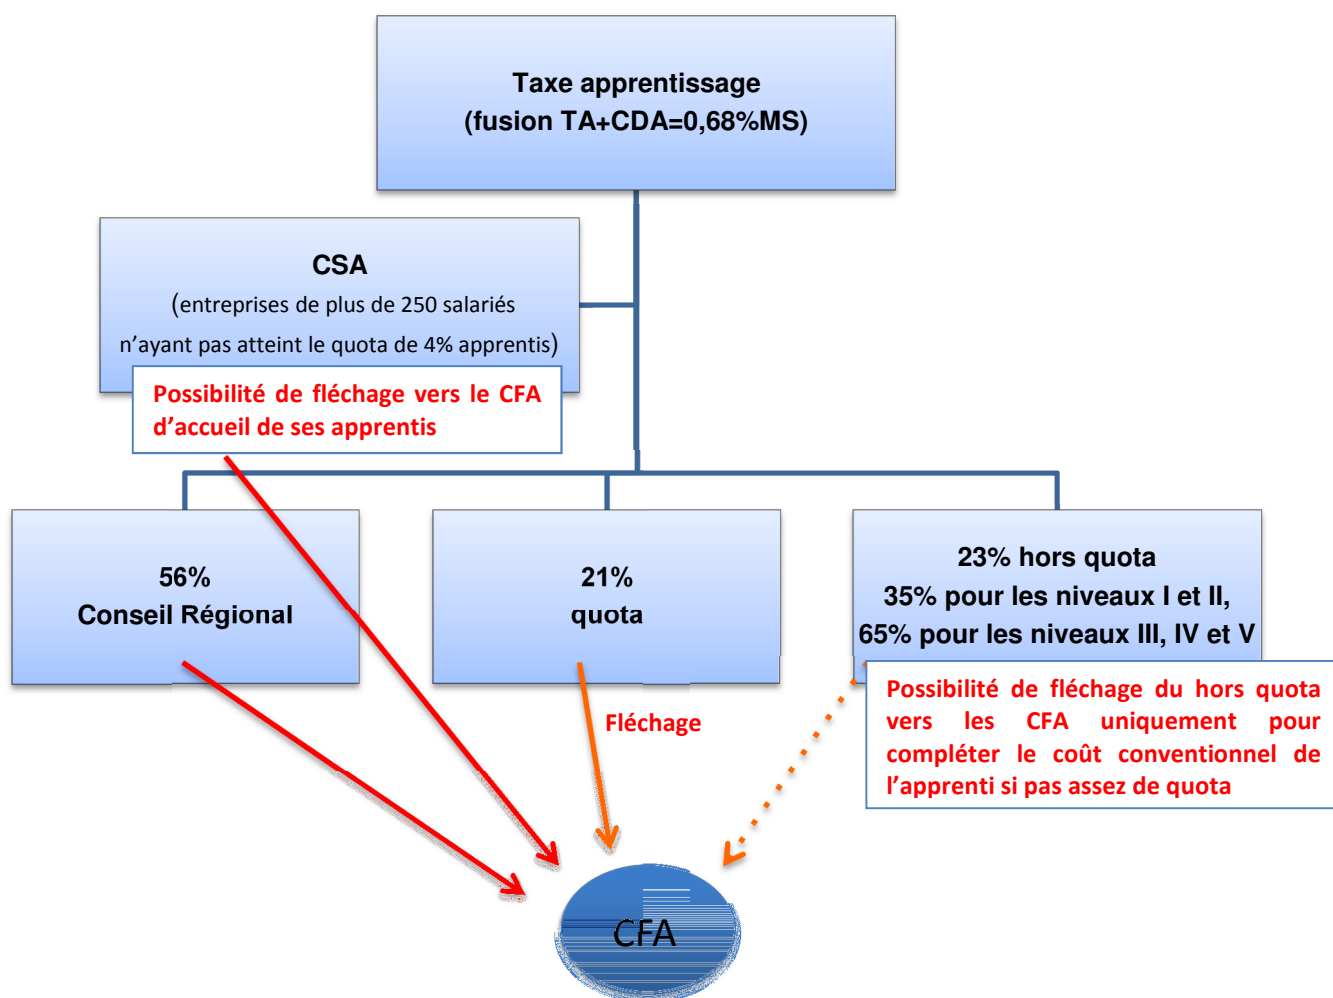 Taxe apprentissage
(fusion TA+CDA=0,68%MS)
CSA
(entreprises de plus de 250 salariés
n’ayant pas atteint le quota de 4% apprentis)
Possibilité de fléchage vers le CFA
d’accueil de ses apprentis
56%
Conseil Régional
21%
quota
23% hors quota
35% pour les niveaux I et II,
65% pour les niveaux III, IV et V
Possibilité de fléchage du hors quota
vers les CFA uniquement pour
compléter le coût conventionnel de
l’apprenti si pas assez de quota
Fléchage
CFA